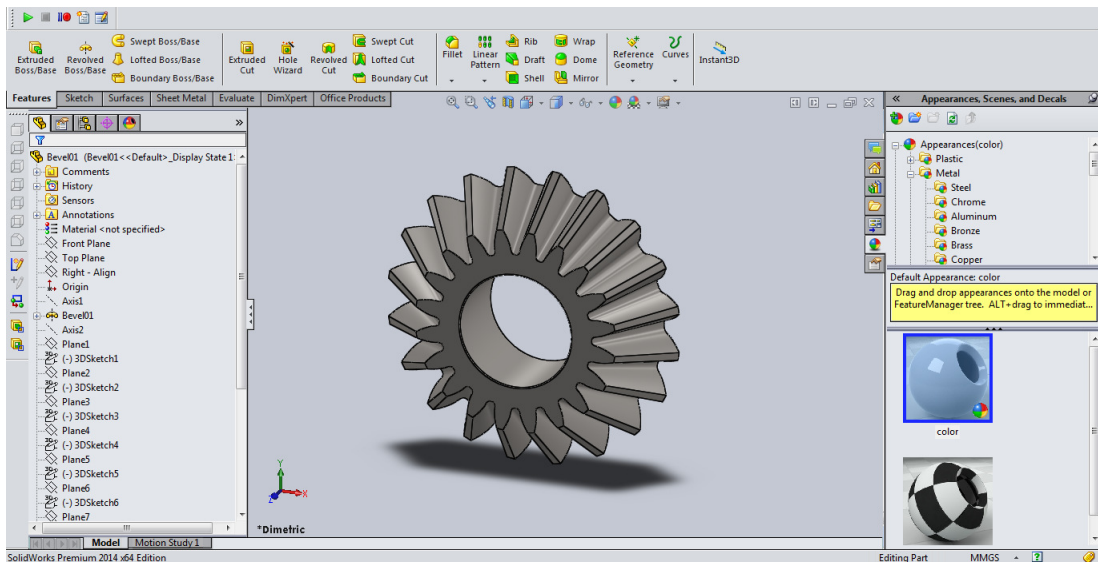 Extruded Boss/Base
Revolved Boss/Base
Swept Boss/Base
Lofted Boss/Base
Boundary Boss/Base
Extruded Cut
Hole Wizard
Revolved Cut
Swept Cut
Lofted Cut
Boundary Cut
Fillet
Linear Pattern
Rib
Draft
Shell
Wrap
Dome
Mirror
Reference Geometry
Curves
Instant3D
Features Sketch Surfaces Sheet Metal Evaluate DimXpert Office Products
Bevel01 (Bevel01<<Default>_Display State 1:
Comments
History
Sensors
Annotations
Material <not specified>
Front Plane
Top Plane
Right - Align
Origin
Axis1
Bevel01
Axis2
Plane1
(-) 3DSketch1
Plane2
(-) 3DSketch2
Plane3
(-) 3DSketch3
Plane4
(-) 3DSketch4
Plane5
(-) 3DSketch5
Plane6
(-) 3DSketch6
Plane7
Y
X
Z
*Dimetric
Appearances, Scenes, and Decals
Appearances(color)
Plastic
Metal
Steel
Chrome
Aluminum
Bronze
Brass
Copper
Default Appearance: color
Drag and drop appearances onto the model or
FeatureManager tree. ALT+drag to immediat...
color
Model Motion Study 1
SolidWorks Premium 2014 x64 Edition
Editing Part MMGS